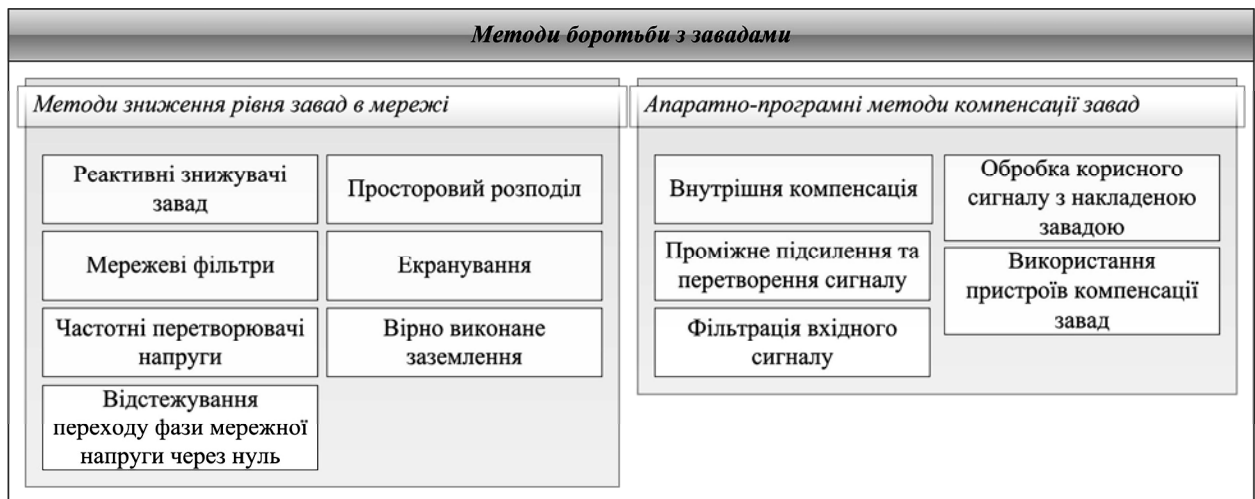 Методи боротьби з завадами
Методи зниження рівня завад в мережі
Реактивні знижувачі
завад
Просторовий розподіл
Мережеві фільтри
Екранування
Частотні перетворювачі
напруги
Вірно виконане
заземлення
Відстежування
переходу фази мережної
напруги через нуль
Апаратно-програмні методи компенсації завад
Внутрішня компенсація
Обробка корисного
сигналу з накладеною
завадою
Проміжне підсилення та
перетворення сигналу
Використання
пристроїв компенсації
завад
Фільтрація вхідного
сигналу